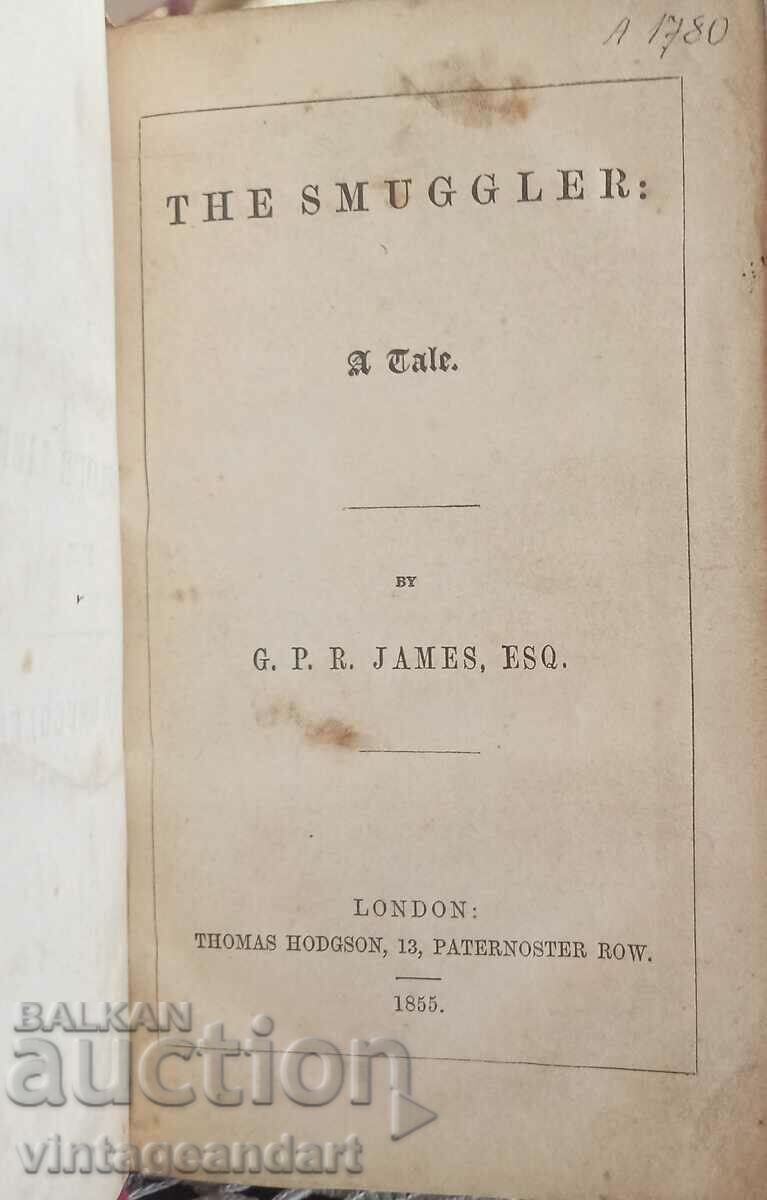 A 1780
THE SMUGGLER:
A Tale.
BY
G. P. R. JAMES, ESQ.
LONDON:
THOMAS HODGSON, 13, PATERNOSTER ROW.
1855.
BALKAN
auction
vintageandart